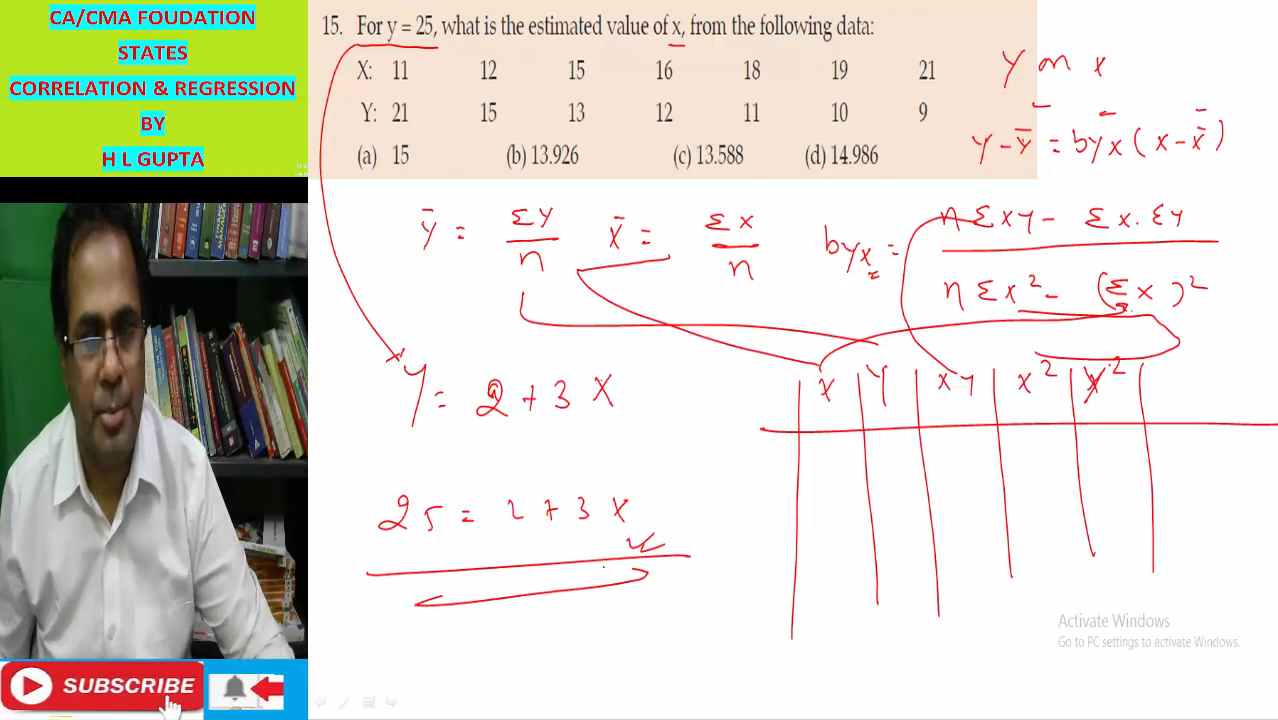 CA/CMA FOUDATION
STATES
CORRELATION & REGRESSION
BY
H L GUPTA
15. For y = 25, what is the estimated value of x, from the following data:
X: 11 12 15 16 18 19 21
Y: 21 15 13 12 11 10 9
(a) 15 (b) 13.926 (c) 13.588 (d) 14.986
Y on x
y - ȳ = byx (x - x̄)
ȳ = Σy / n x̄ = Σx / n byx = nΣxy - Σx.Σy / nΣx² - (Σx)²
x y xy x² y²
y = 2 + 3 x
25 = 2 + 3 x
Activate Windows
Go to PC settings to activate Windows.
SUBSCRIBE